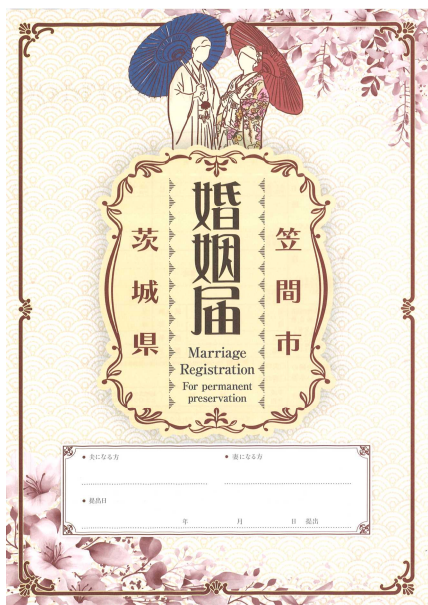 婚姻届
茨城県
笠間市
Marriage
Registration
For permanent
preservation
● 夫になる方
● 妻になる方
● 提出日
年 月 日 提出